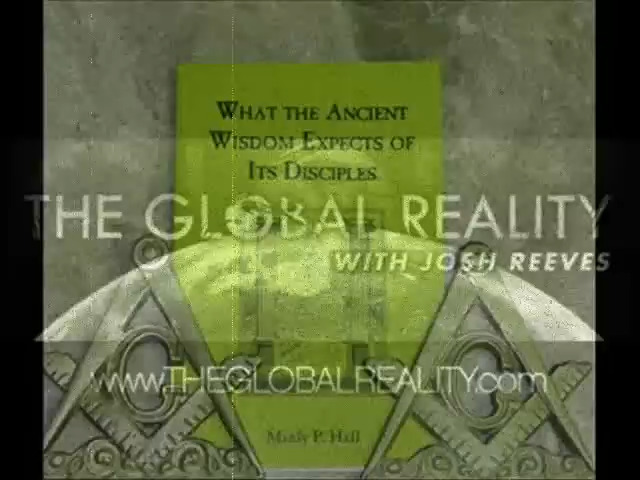 WHAT THE ANCIENT
WISDOM EXPECTS OF
ITS DISCIPLES
THE GLOBAL REALITY
WITH JOSH REEVES
www.THEGLOBALREALITY.com
Manly P. Hall